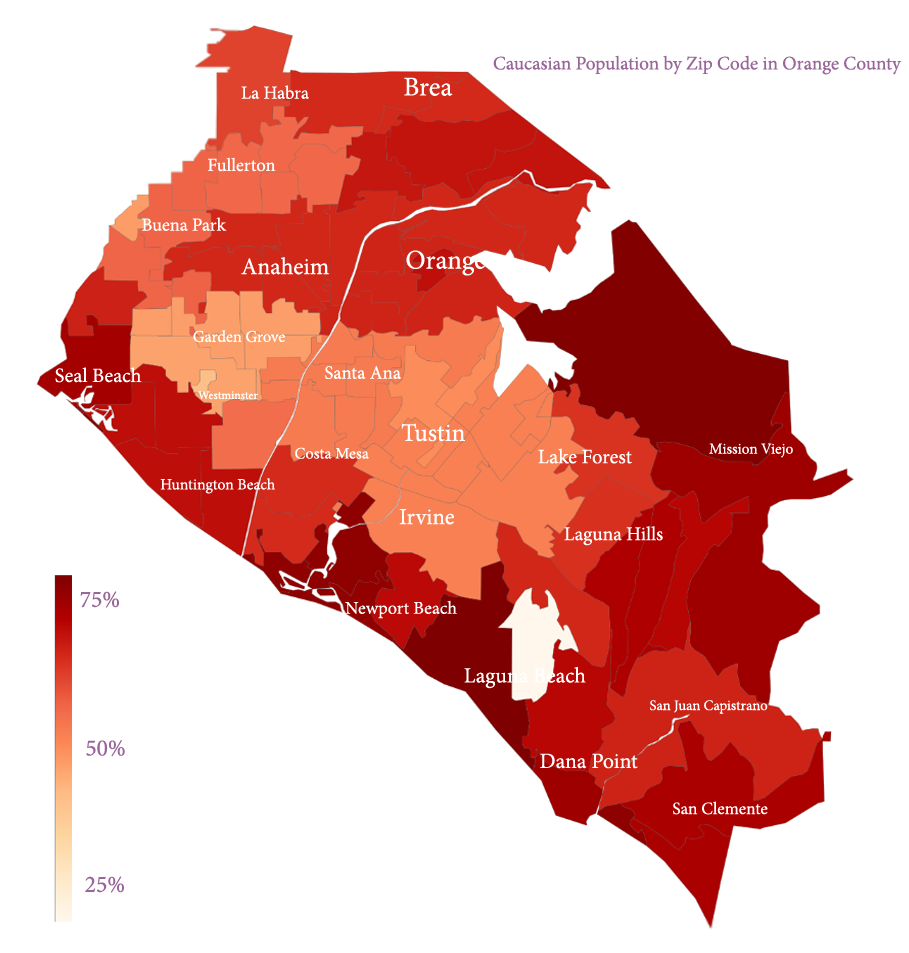 Caucasian Population by Zip Code in Orange County
Brea
La Habra
Fullerton
Buena Park
Orange
Anaheim
Garden Grove
Seal Beach
Santa Ana
Westminster
Tustin
Mission Viejo
Costa Mesa
Lake Forest
Huntington Beach
Irvine
Laguna Hills
75%
Newport Beach
Laguna Beach
San Juan Capistrano
50%
Dana Point
San Clemente
25%